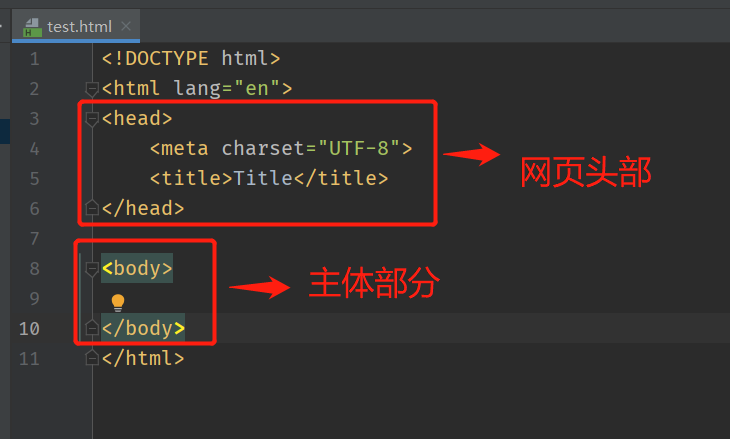 test.html
1 <!DOCTYPE html>
2 <html lang="en">
3 <head>
4 <meta charset="UTF-8">
5 <title>Title</title>
6 </head>
网页头部
7
8 <body>
主体部分
9
10 </body>
11 </html>